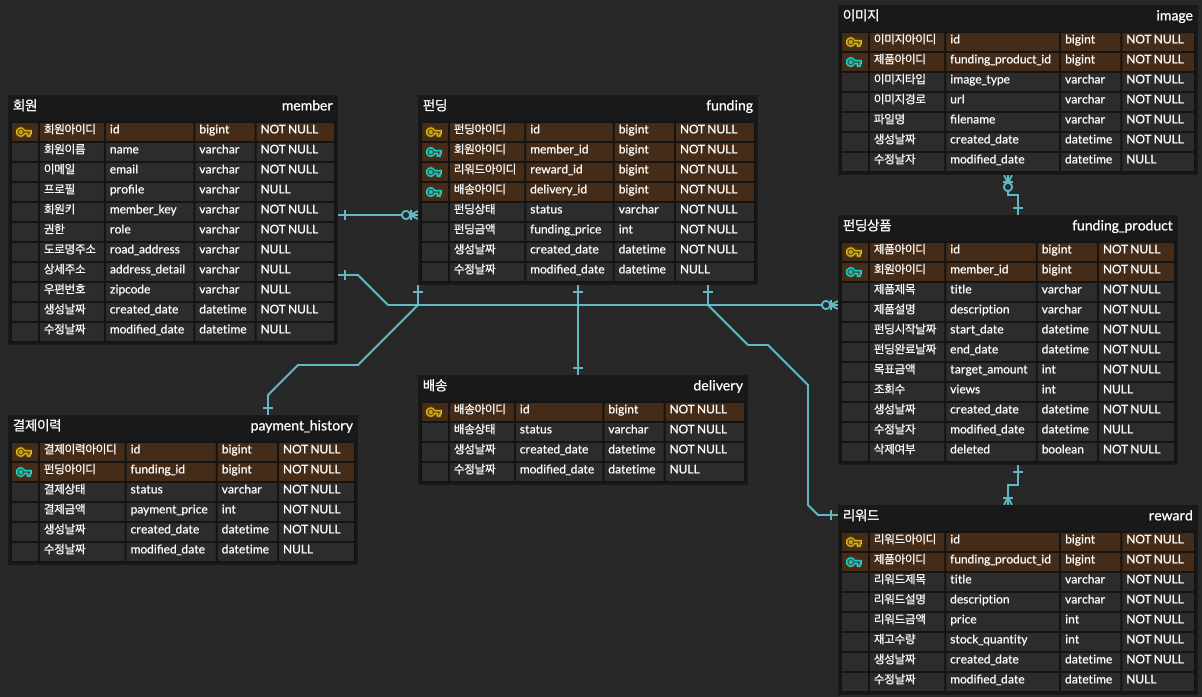 회원 member
회원아이디 id bigint NOT NULL
회원이름 name varchar NOT NULL
이메일 email varchar NOT NULL
프로필 profile varchar NULL
회원키 member_key varchar NOT NULL
권한 role varchar NOT NULL
도로명주소 road_address varchar NULL
상세주소 address_detail varchar NULL
우편번호 zipcode varchar NULL
생성날짜 created_date datetime NOT NULL
수정날짜 modified_date datetime NULL
펀딩 funding
펀딩아이디 id bigint NOT NULL
회원아이디 member_id bigint NOT NULL
리워드아이디 reward_id bigint NOT NULL
배송아이디 delivery_id bigint NOT NULL
펀딩상태 status varchar NOT NULL
펀딩금액 funding_price int NOT NULL
생성날짜 created_date datetime NOT NULL
수정날짜 modified_date datetime NULL
이미지 image
이미지아이디 id bigint NOT NULL
제품아이디 funding_product_id bigint NOT NULL
이미지타입 image_type varchar NOT NULL
이미지경로 url varchar NOT NULL
파일명 filename varchar NOT NULL
생성날짜 created_date datetime NOT NULL
수정날자 modified_date datetime NULL
펀딩상품 funding_product
제품아이디 id bigint NOT NULL
회원아이디 member_id bigint NOT NULL
제품제목 title varchar NOT NULL
제품설명 description varchar NOT NULL
펀딩시작날짜 start_date datetime NOT NULL
펀딩완료날짜 end_date datetime NOT NULL
목표금액 target_amount int NOT NULL
조회수 views int NULL
생성날짜 created_date datetime NOT NULL
수정날자 modified_date datetime NULL
삭제여부 deleted boolean NOT NULL
결제이력 payment_history
결제이력아이디 id bigint NOT NULL
펀딩아이디 funding_id bigint NOT NULL
결제상태 status varchar NOT NULL
결제금액 payment_price int NOT NULL
생성날짜 created_date datetime NOT NULL
수정날짜 modified_date datetime NULL
배송 delivery
배송아이디 id bigint NOT NULL
배송상태 status varchar NOT NULL
생성날짜 created_date datetime NOT NULL
수정날짜 modified_date datetime NULL
리워드 reward
리워드아이디 id bigint NOT NULL
제품아이디 funding_product_id bigint NOT NULL
리워드제목 title varchar NOT NULL
리워드설명 description varchar NOT NULL
리워드금액 price int NOT NULL
재고수량 stock_quantity int NOT NULL
생성날짜 created_date datetime NOT NULL
수정날짜 modified_date datetime NULL